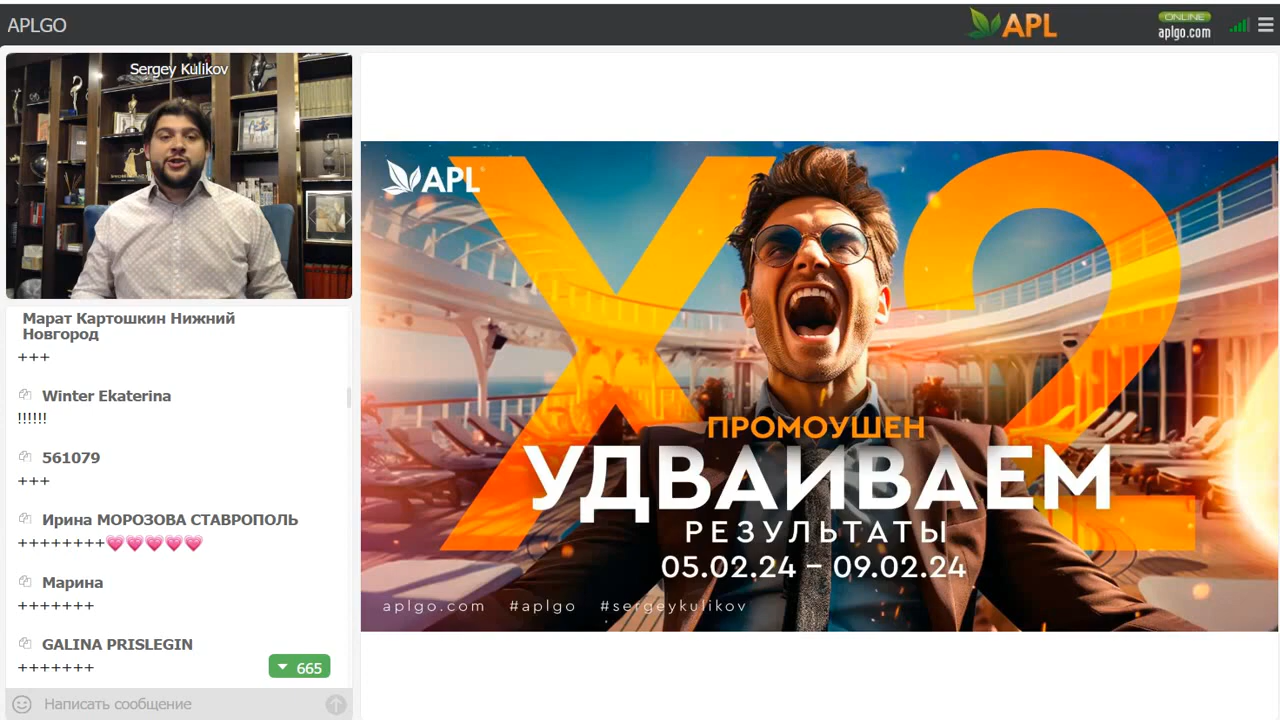 APLGO
APL
ONLINE
aplgo.com
Sergey Kulikov
Марат Картошкин Нижний
Новгород
+++
Winter Ekaterina
!!!!!!
561079
+++
Ирина МОРОЗОВА СТАВРОПОЛЬ
++++++++💗💗💗💗💗
Марина
+++++++
GALINA PRISLEGIN
+++++++
665
Написать сообщение
APL
X2
ПРОМОУШЕН
УДВАИВАЕМ
РЕЗУЛЬТАТЫ
05.02.24 – 09.02.24
aplgo.com #aplgo #sergeykulikov